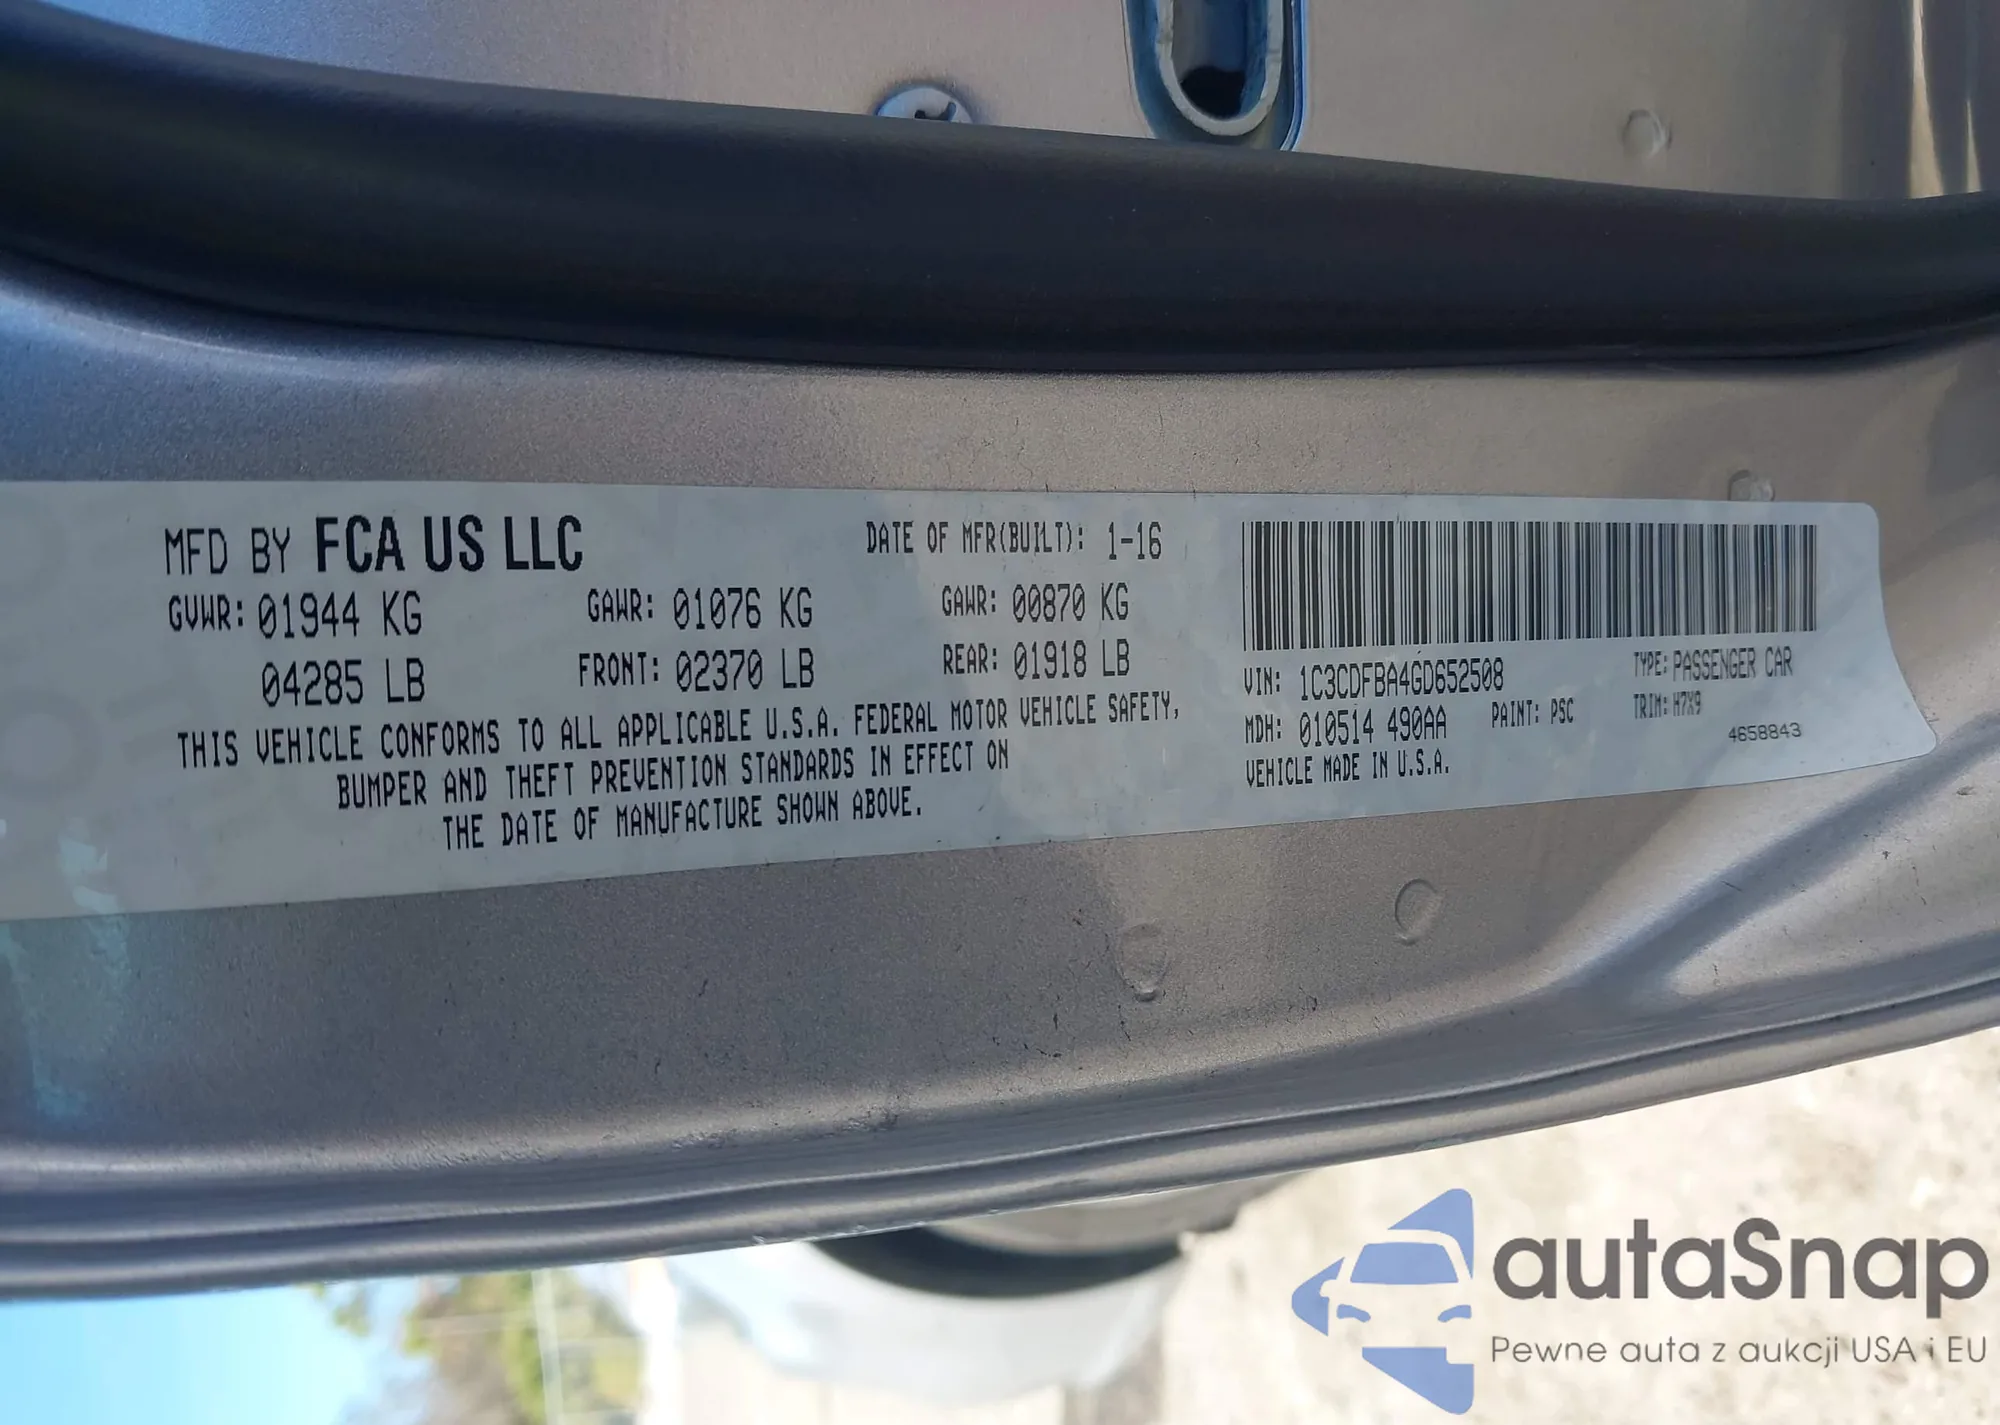 MFD BY FCA US LLC
DATE OF MFR(BUILT): 1-16
GVWR: 01944 KG
GAWR: 01076 KG
GAWR: 00870 KG
04285 LB
FRONT: 02370 LB
REAR: 01918 LB
THIS VEHICLE CONFORMS TO ALL APPLICABLE U.S.A. FEDERAL MOTOR VEHICLE SAFETY,
BUMPER AND THEFT PREVENTION STANDARDS IN EFFECT ON
THE DATE OF MANUFACTURE SHOWN ABOVE.
VIN: 1C3CDFBA4GD652508
TYPE: PASSENGER CAR
MDH: 010514 490AA
PAINT: PSC
TRIM: H7X9
VEHICLE MADE IN U.S.A.
4658843
autaSnap
Pewne auta z aukcji USA i EU